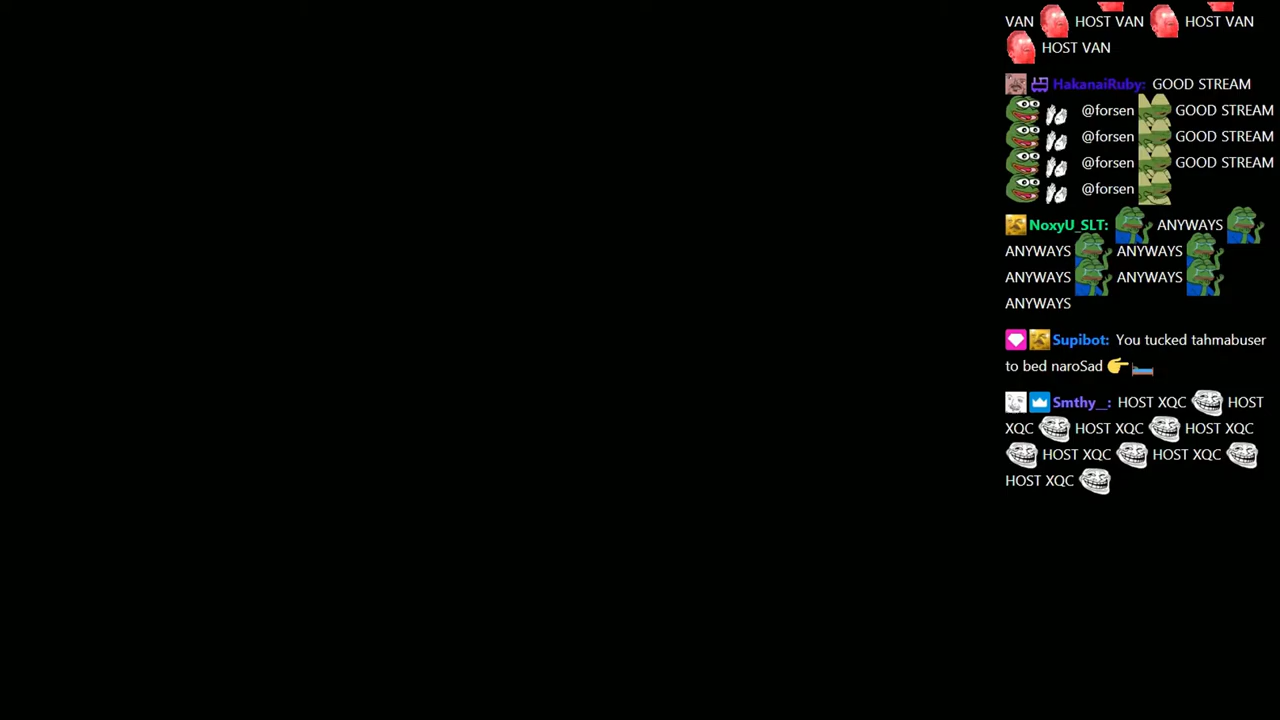 VAN HOST VAN HOST VAN
HOST VAN
HakanaiRuby: GOOD STREAM
@forsen GOOD STREAM
@forsen GOOD STREAM
@forsen GOOD STREAM
@forsen
NoxyU_SLT: ANYWAYS
ANYWAYS ANYWAYS
ANYWAYS ANYWAYS
ANYWAYS
Supibot: You tucked tahmabuser
to bed naroSad
Smthy__: HOST XQC HOST
XQC HOST XQC HOST XQC
HOST XQC HOST XQC
HOST XQC